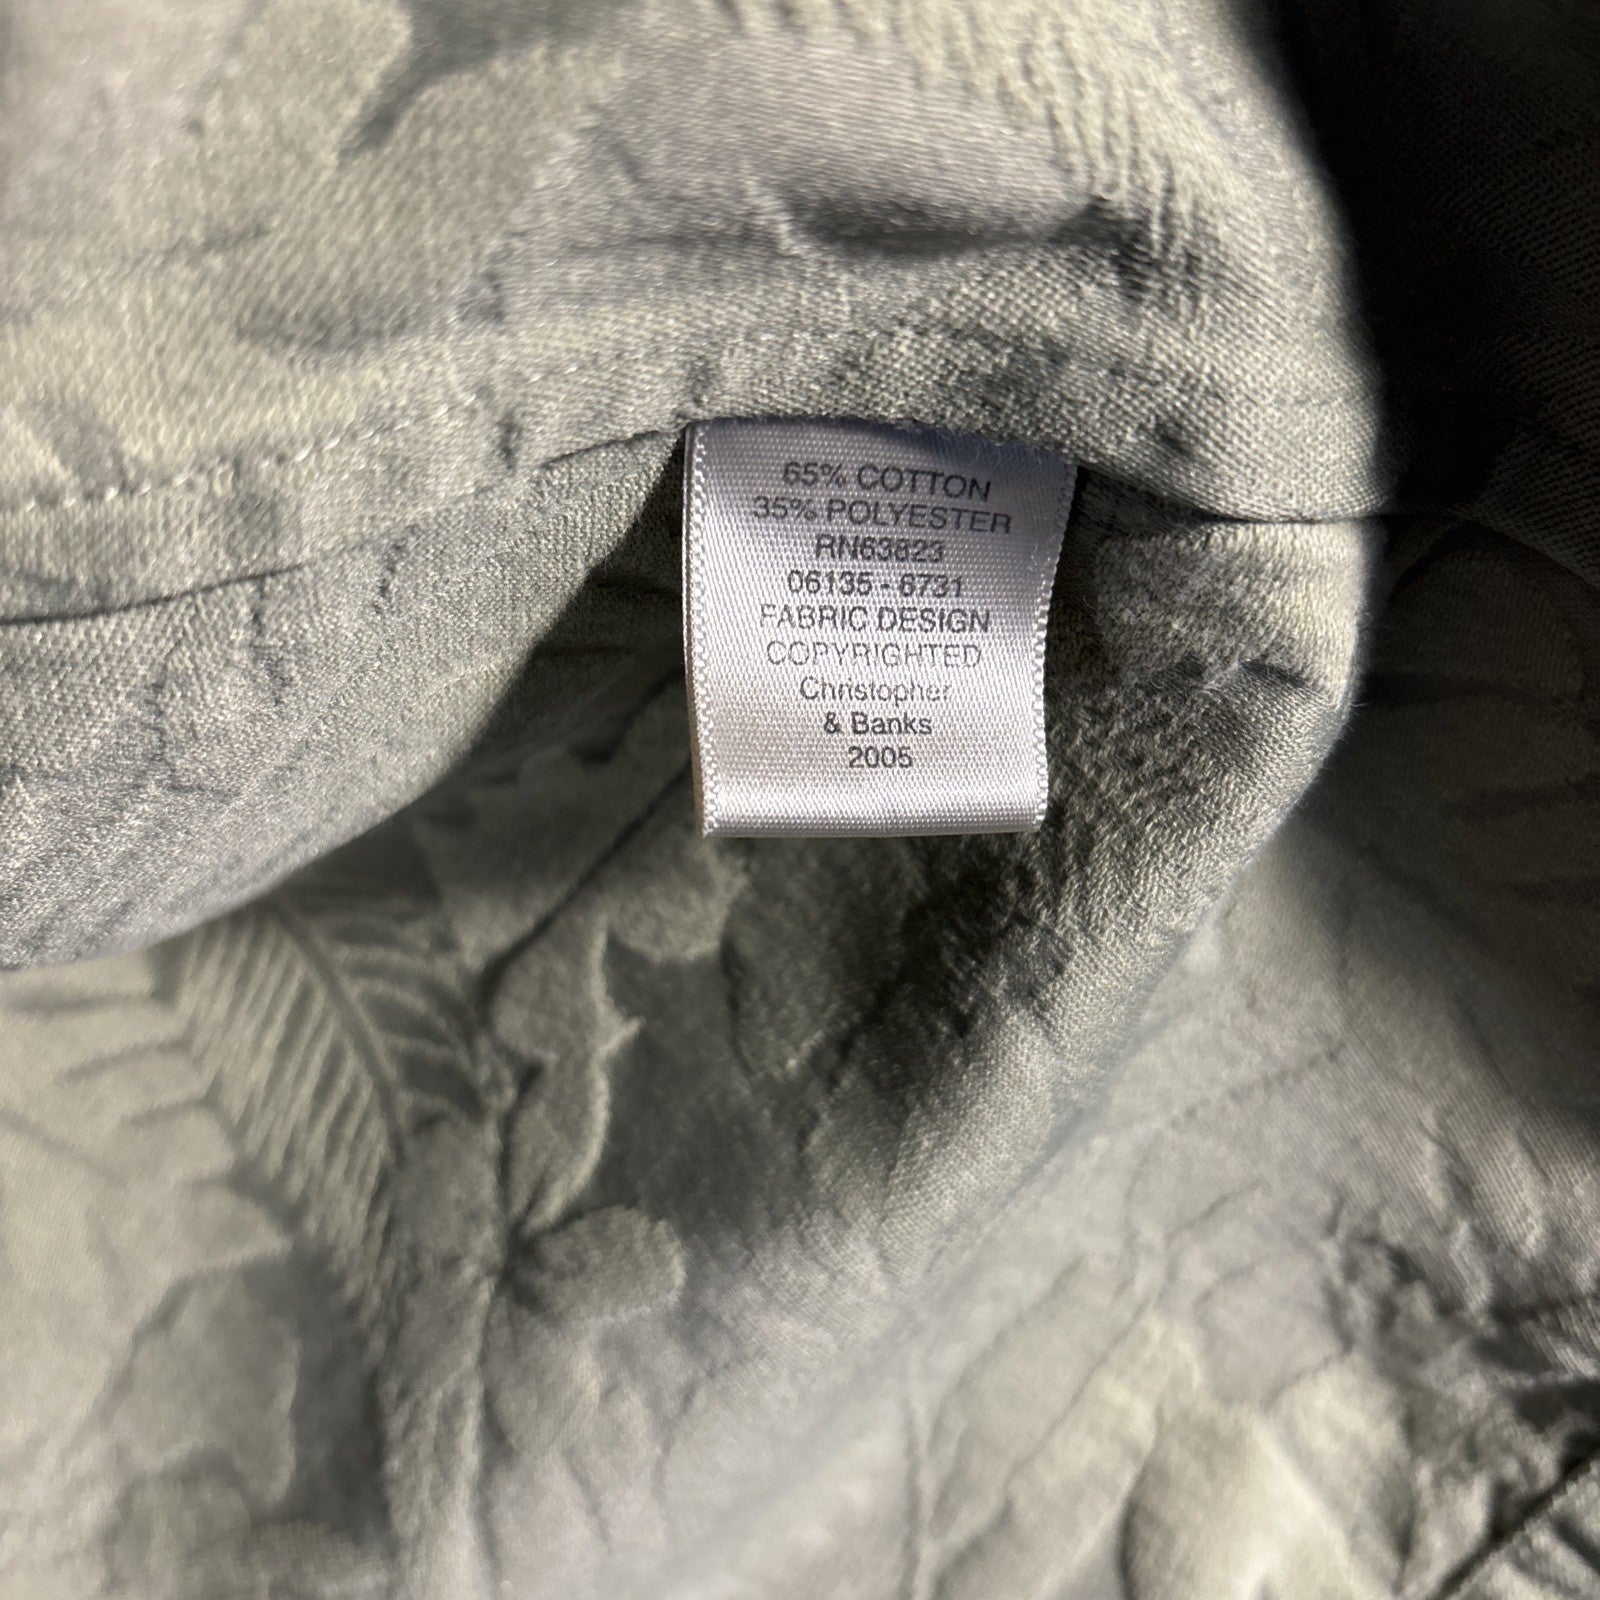 65% COTTON
35% POLYESTER
RN63823
06135 - 6731
FABRIC DESIGN
COPYRIGHTED
Christopher
& Banks
2005